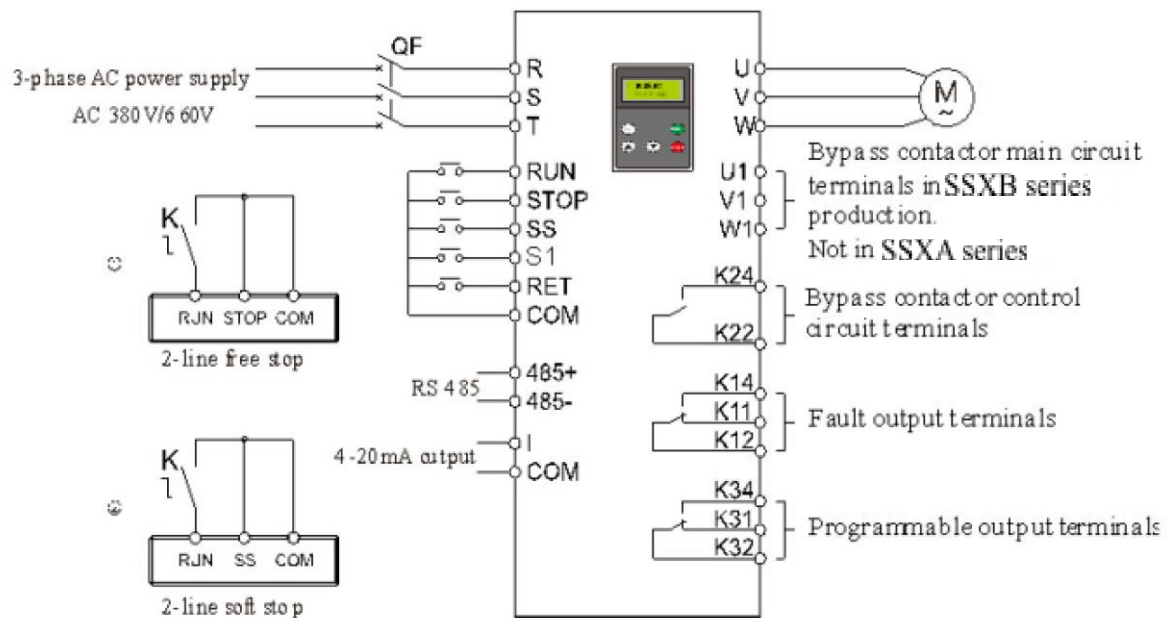 QF
3-phase AC power supply
AC 380 V/6 60V
R
S
T
RUN
STOP
SS
S1
RET
COM
485+
485-
RS 485
I
COM
4-20mA output
U
V
W
M
~
U1
V1
W1
Bypass contactor main circuit
terminals in SSXB series
production.
Not in SSXA series
K24
K22
Bypass contactor control
circuit terminals
K14
K11
K12
Fault output terminals
K34
K31
K32
Programmable output terminals
K
RJN STOP COM
2-line free stop
K
RJN SS COM
2-line soft stop